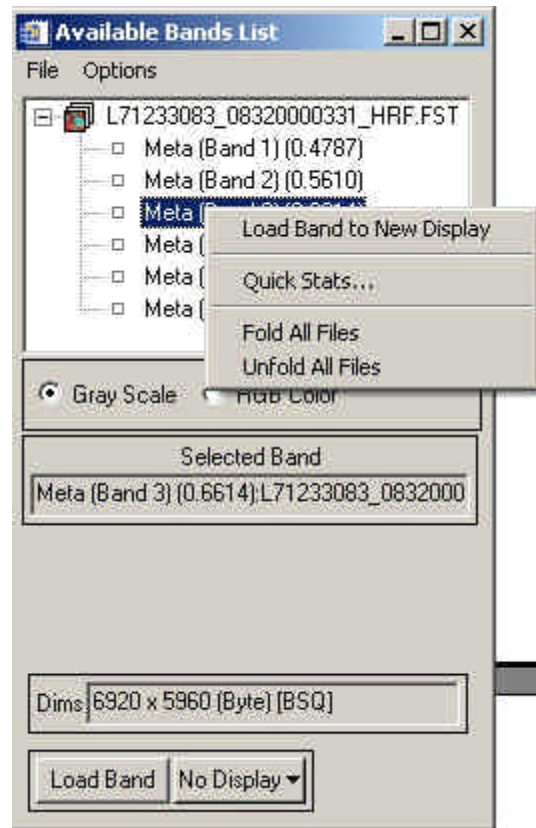 Available Bands List
File Options
L71233083_08320000331_HRF.FST
Meta (Band 1) (0.4787)
Meta (Band 2) (0.5610)
Meta (
Meta (
Meta (
Meta (
Load Band to New Display
Quick Stats...
Fold All Files
Unfold All Files
Gray Scale RGB Color
Selected Band
Meta (Band 3) (0.6614):L71233083_0832000
Dims 6920 x 5960 (Byte) [BSQ]
Load Band No Display